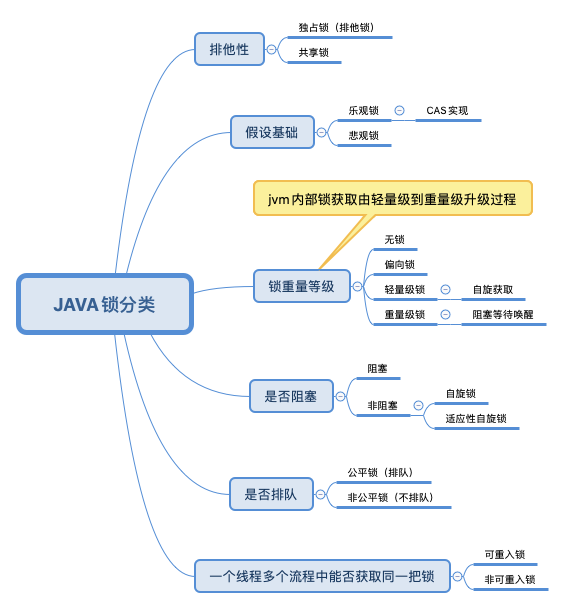 排他性
独占锁（排他锁）
共享锁
假设基础
乐观锁
CAS实现
悲观锁
jvm内部锁获取由轻量级到重量级升级过程
JAVA锁分类
锁重量等级
无锁
偏向锁
轻量级锁
自旋获取
重量级锁
阻塞等待唤醒
是否阻塞
阻塞
非阻塞
自旋锁
适应性自旋锁
是否排队
公平锁（排队）
非公平锁（不排队）
一个线程多个流程中能否获取同一把锁
可重入锁
非可重入锁